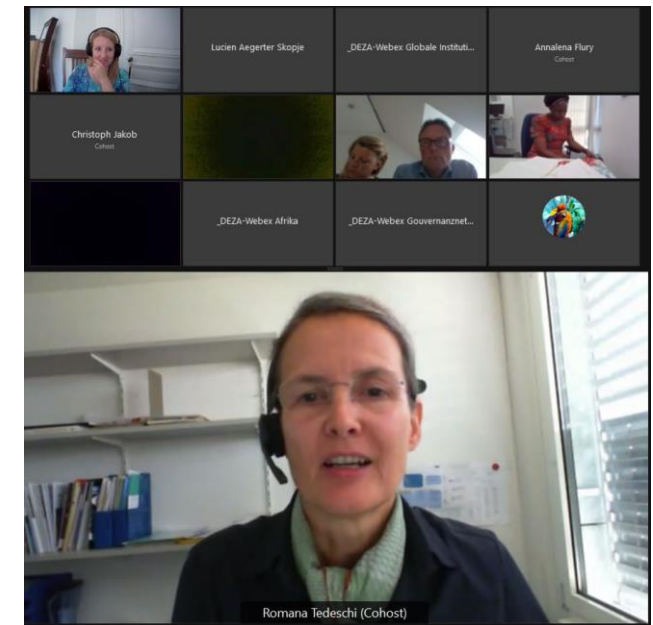 Lucien Aegerter Skopje
_DEZA-Webex Globale Instituti...
Annalena Flury
Cohost
Christoph Jakob
Cohost
_DEZA-Webex Afrika
_DEZA-Webex Gouvernanznet...
Romana Tedeschi (Cohost)